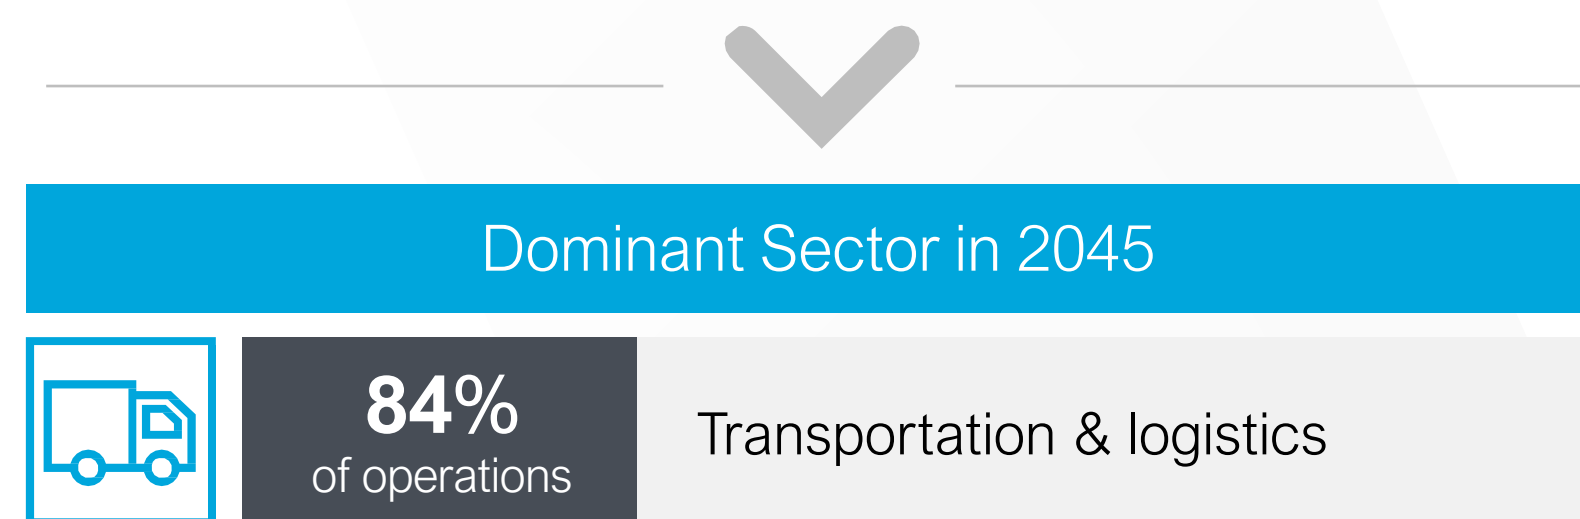 Dominant Sector in 2045
84%
of operations
Transportation & logistics